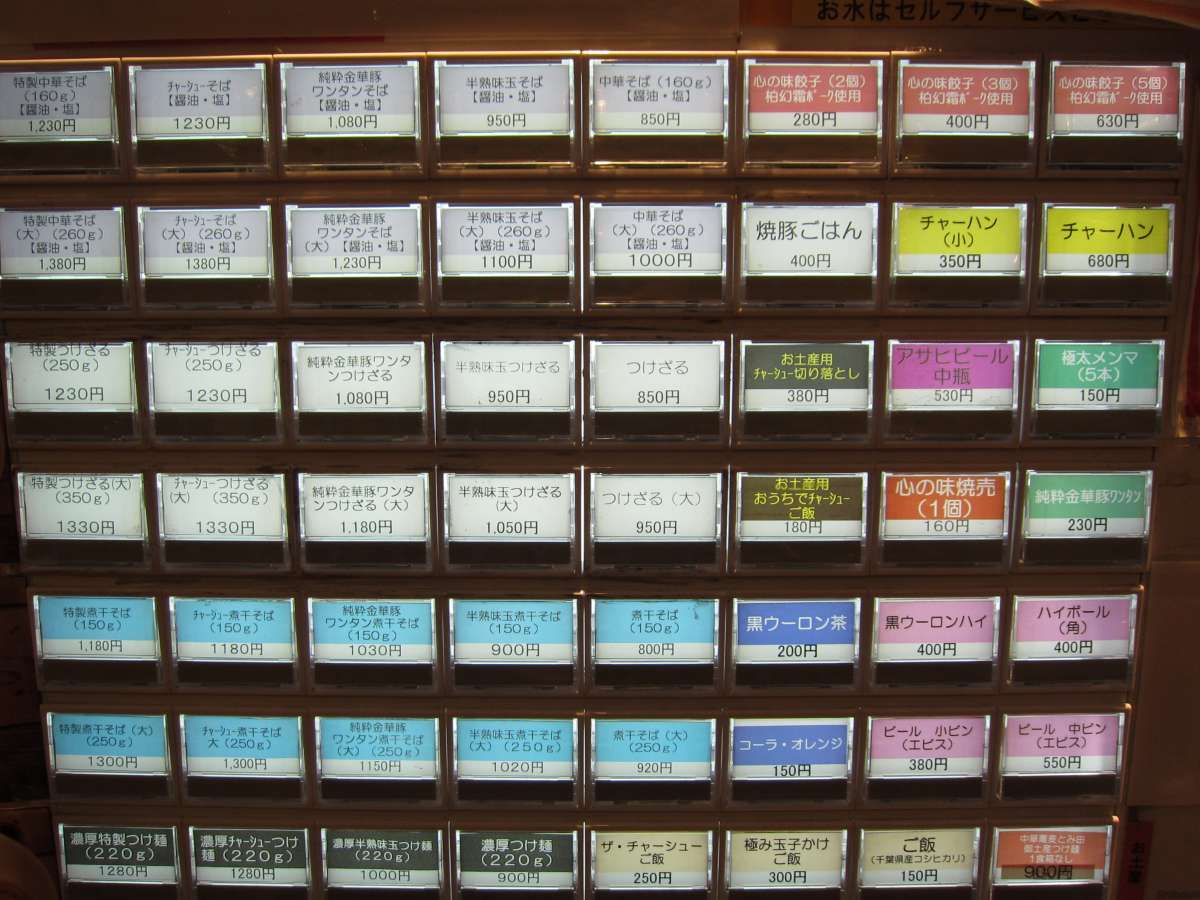 お水はセルフサービスと
特製中華そば
(160g)
【醤油・塩】
1,230円
ﾁｬｰｼｭｰそば
【醤油・塩】
1230円
純粋金華豚
ワンタンそば
【醤油・塩】
1,080円
半熟味玉そば
【醤油・塩】
950円
中華そば(160g)
【醤油・塩】
850円
心の味餃子(2個)
柏幻霜ﾎﾟｰｸ使用
280円
心の味餃子(3個)
柏幻霜ﾎﾟｰｸ使用
400円
心の味餃子(5個)
柏幻霜ﾎﾟｰｸ使用
630円
特製中華そば
(大)(260g)
【醤油・塩】
1,380円
ﾁｬｰｼｭｰそば
(大)(260g)
【醤油・塩】
1380円
純粋金華豚
ワンタンそば
(大)【醤油・塩】
1,230円
半熟味玉そば
(大)(260g)
【醤油・塩】
1100円
中華そば
(大)(260g)
【醤油・塩】
1000円
焼豚ごはん
400円
チャーハン
(小)
350円
チャーハン
680円
特製つけざる
(250g)
1230円
ﾁｬｰｼｭｰつけざる
(250g)
1230円
純粋金華豚ワンタ
ンつけざる
1,080円
半熟味玉つけざる
950円
つけざる
850円
お土産用
ﾁｬｰｼｭｰ切り落とし
380円
アサヒビール
中瓶
530円
極太メンマ
(5本)
150円
特製つけざる(大)
(350g)
1330円
ﾁｬｰｼｭｰつけざる
(大) (350g)
1330円
純粋金華豚ワンタ
ンつけざる(大)
1,180円
半熟味玉つけざる
(大)
1,050円
つけざる(大)
950円
お土産用
おうちでﾁｬｰｼｭｰ
ご飯
180円
心の味焼売
(1個)
160円
純粋金華豚ﾜﾝﾀﾝ
230円
特製煮干そば
(150g)
1,180円
ﾁｬｰｼｭｰ煮干そば
(150g)
1180円
純粋金華豚
ワンタン煮干そば
(150g)
1030円
半熟味玉煮干そば
(150g)
900円
煮干そば
(150g)
800円
黒ウーロン茶
200円
黒ウーロンハイ
400円
ハイボール
(角)
400円
特製煮干そば(大)
(250g)
1300円
ﾁｬｰｼｭｰ煮干そば
大(250g)
1,300円
純粋金華豚
ワンタン煮干そば
(大)(250g)
1150円
半熟味玉煮干そば
(大)(250g)
1020円
煮干そば(大)
(250g)
920円
コーラ・オレンジ
150円
ビール 小ビン
(エビス)
380円
ビール 中ビン
(エビス)
550円
濃厚特製つけ麺
(220g)
1280円
濃厚ﾁｬｰｼｭｰつけ
麺(220g)
1280円
濃厚半熟味玉つけ麺
(220g)
1000円
濃厚つけ麺
(220g)
900円
ザ・チャーシュー
ご飯
250円
極み玉子かけ
ご飯
300円
ご飯
(千葉県産コシヒカリ)
150円
中華蕎麦とみ田
御土産つけ麺
1食箱なし
900円
お土産